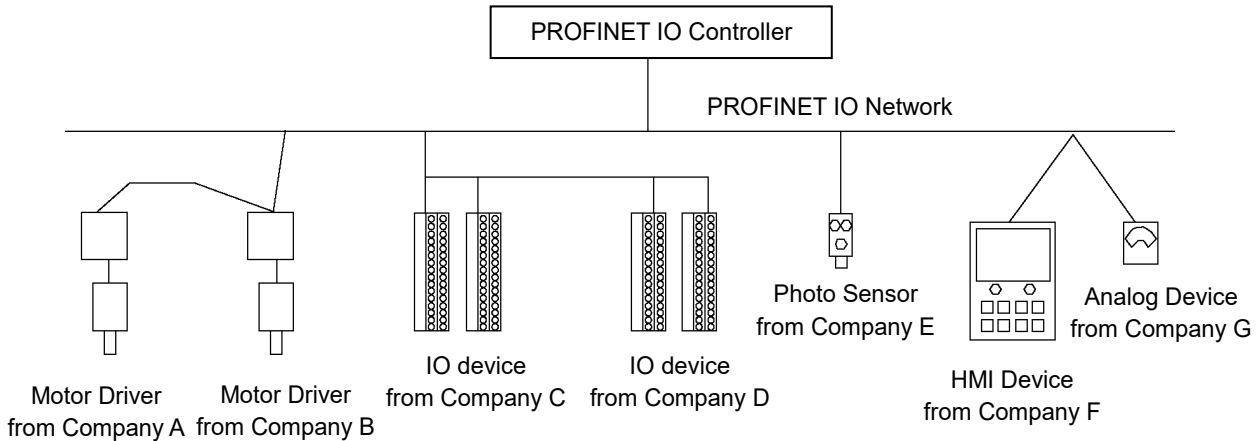 PROFINET IO Controller
PROFINET IO Network
Motor Driver
from Company A
Motor Driver
from Company B
IO device
from Company C
IO device
from Company D
Photo Sensor
from Company E
HMI Device
from Company F
Analog Device
from Company G